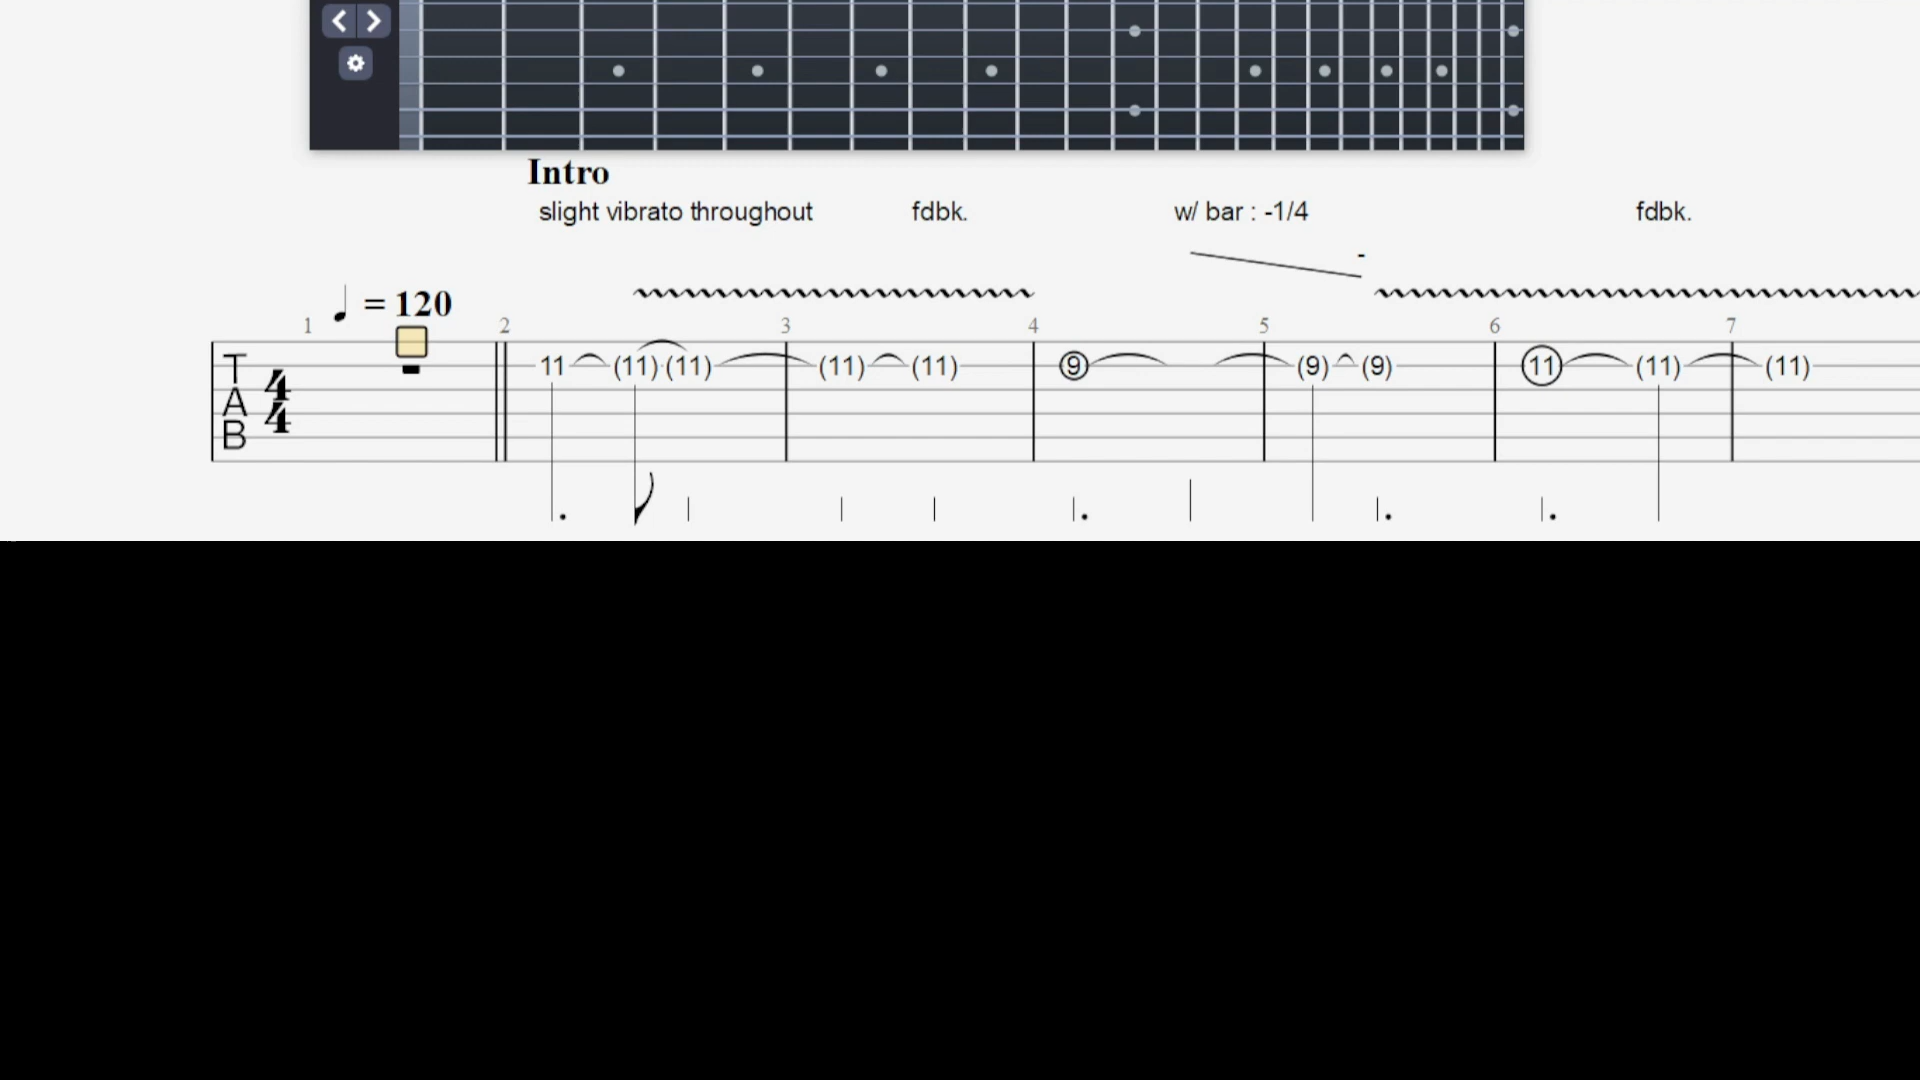 Intro
slight vibrato throughout fdbk. w/ bar : -1/4 fdbk.
-
= 120
1 2 3 4 5 6 7
T A B 4 4 11 (11) (11) (11) (11) 9 (9) (9) 11 (11) (11)